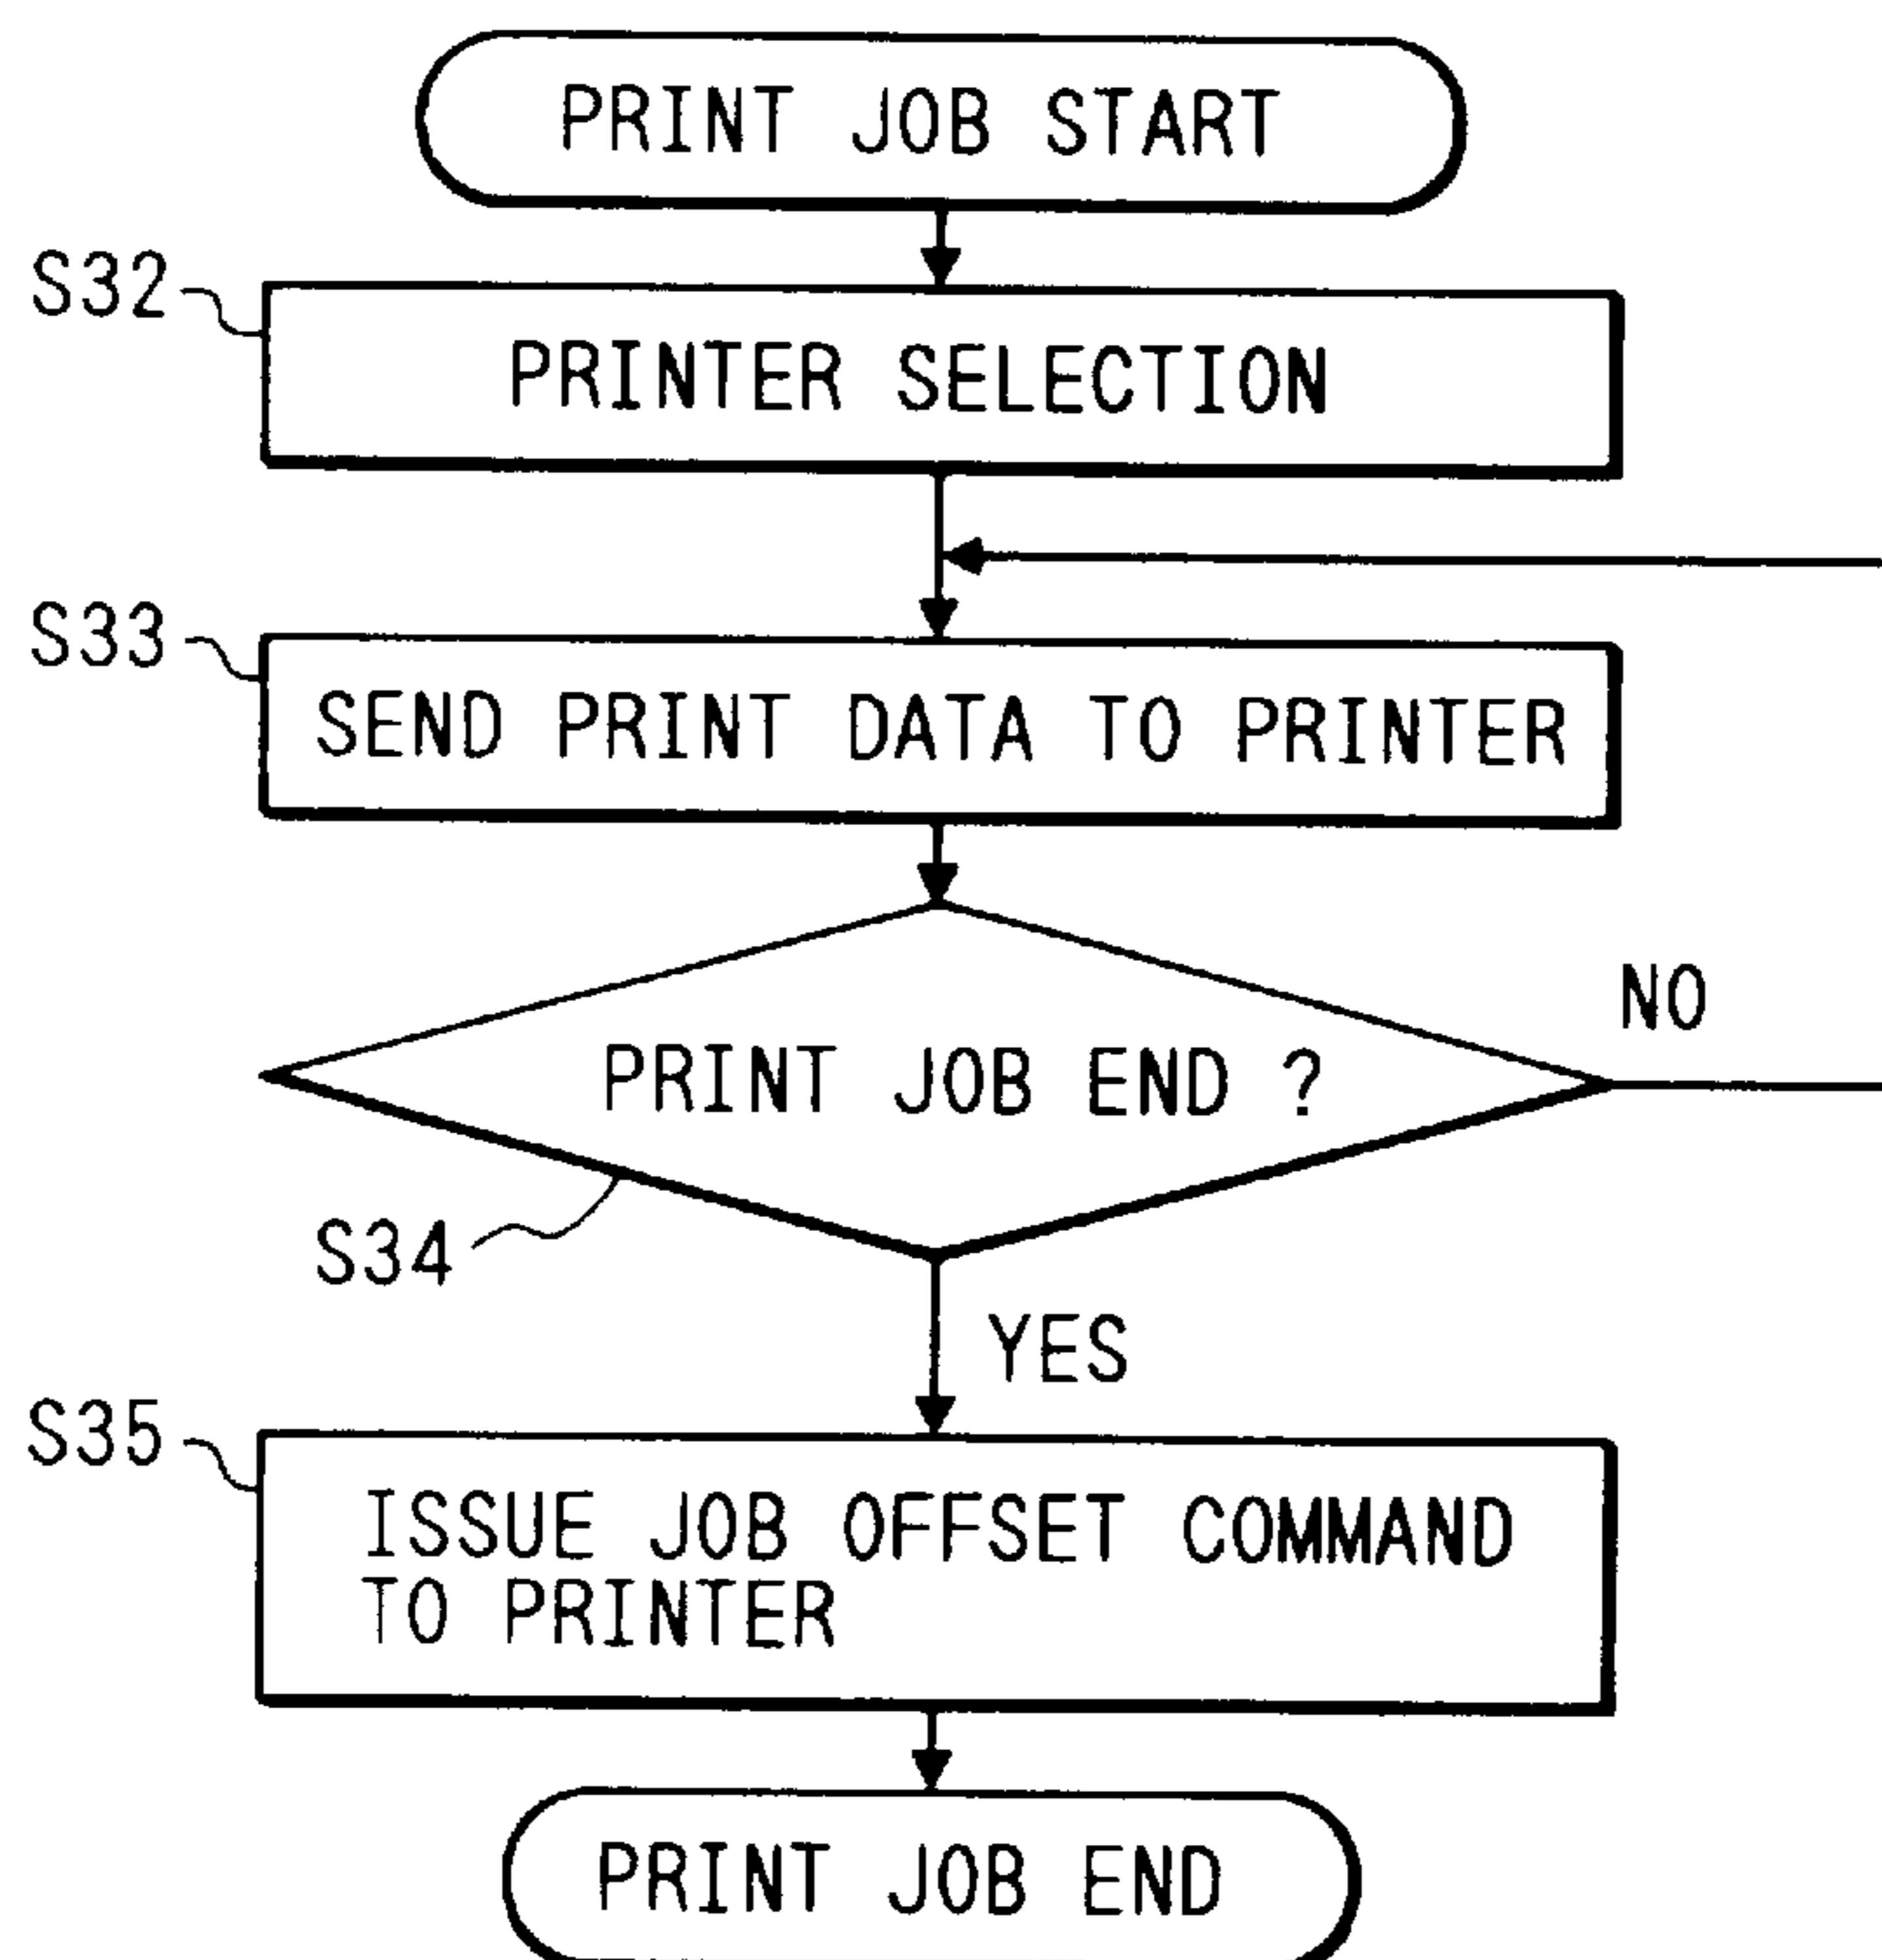 PRINT JOB START
S32
PRINTER SELECTION
S33
SEND PRINT DATA TO PRINTER
NO
PRINT JOB END ?
S34
YES
S35
ISSUE JOB OFFSET COMMAND
TO PRINTER
PRINT JOB END